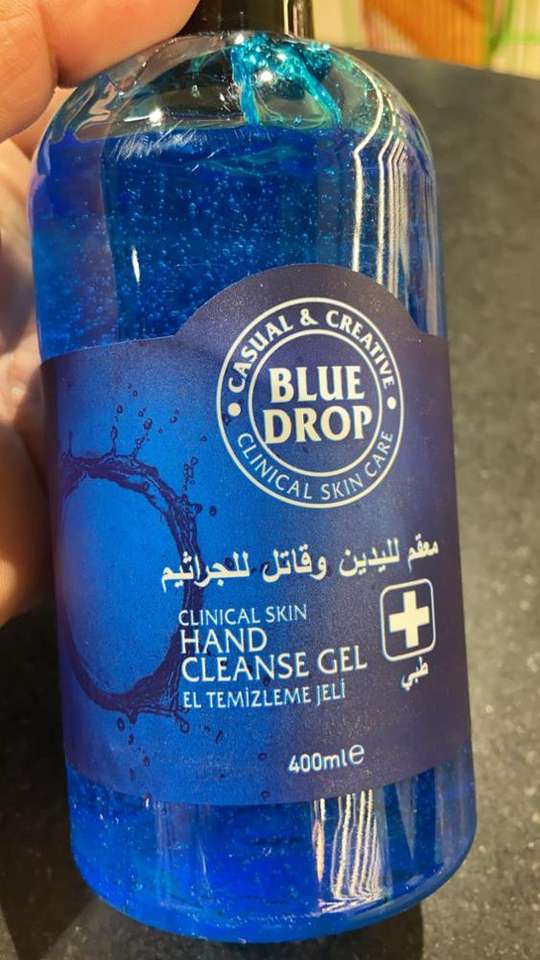 CASUAL & CREATIVE
BLUE
DROP
CLINICAL SKIN CARE
معقم لليدين وقاتل للجراثيم
CLINICAL SKIN
HAND
CLEANSE GEL
EL TEMİZLEME JELİ
طبي
400ml℮